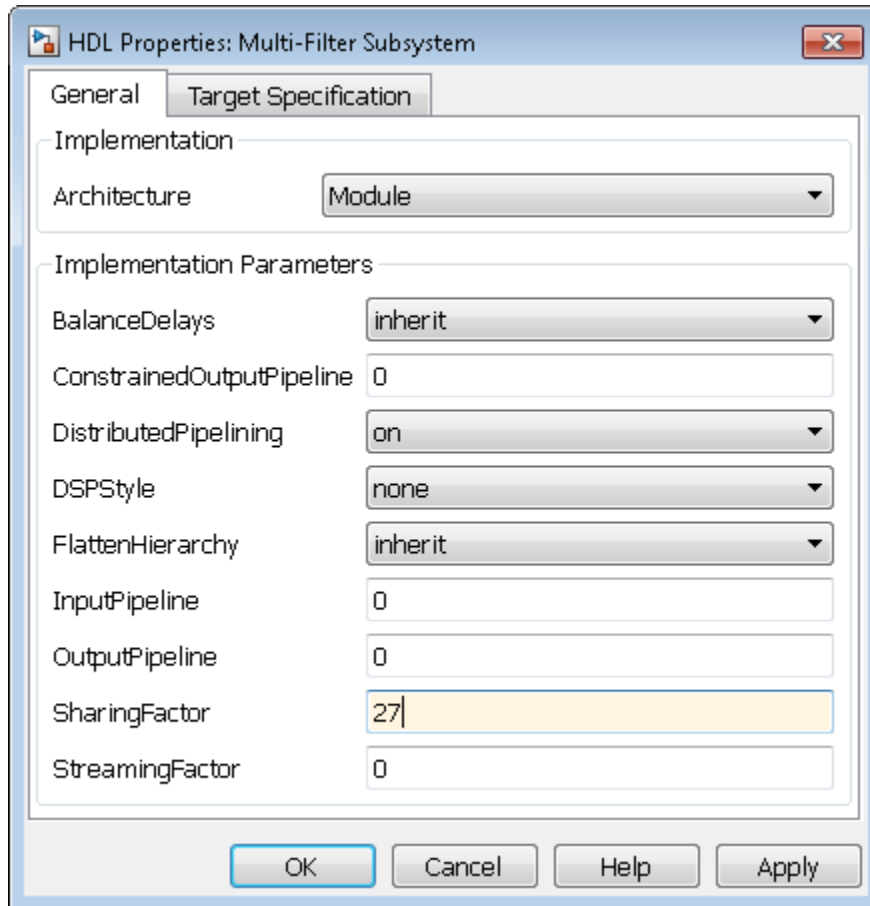 HDL Properties: Multi-Filter Subsystem
General Target Specification
Implementation
Architecture Module
Implementation Parameters
BalanceDelays inherit
ConstrainedOutputPipeline 0
DistributedPipelining on
DSPStyle none
FlattenHierarchy inherit
InputPipeline 0
OutputPipeline 0
SharingFactor 27
StreamingFactor 0
OK Cancel Help Apply